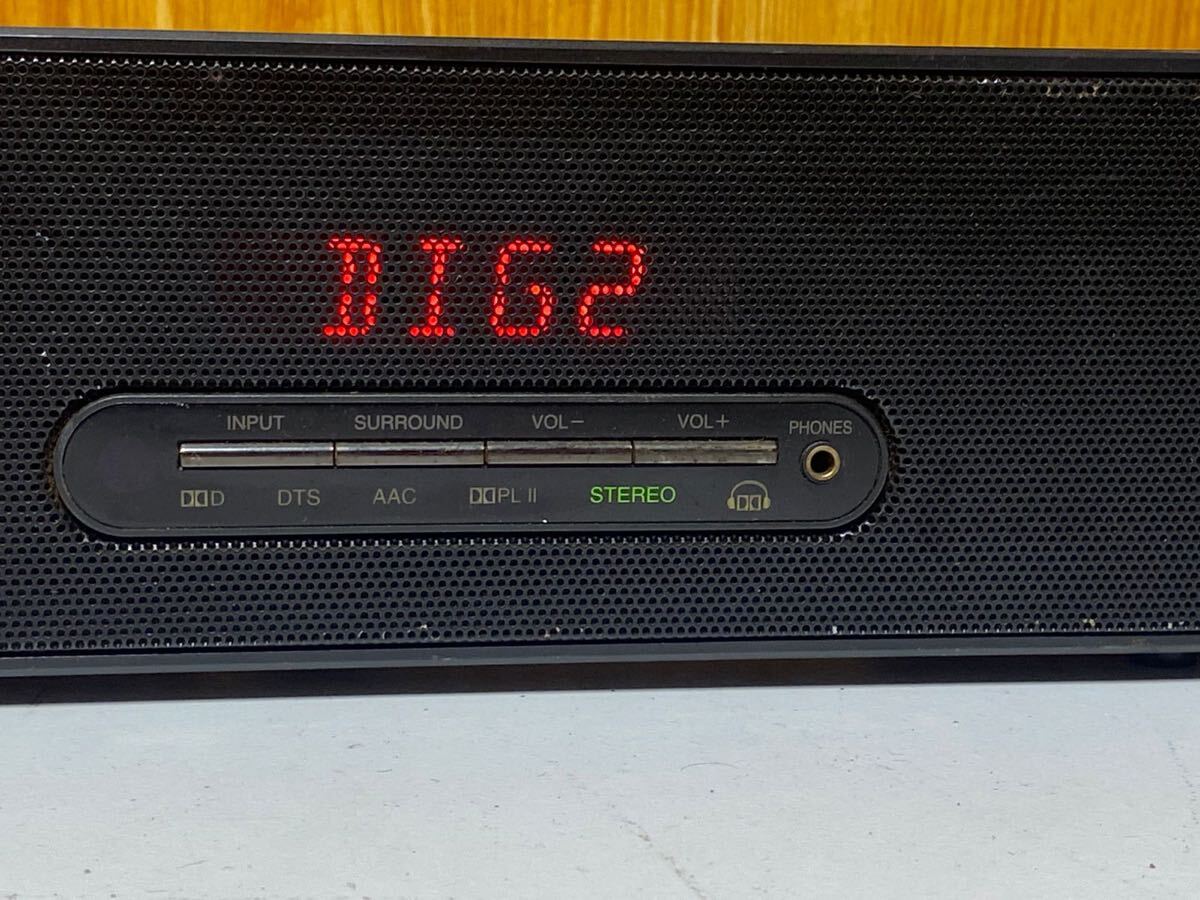 DIG2
INPUT SURROUND VOL− VOL+ PHONES
D DTS AAC PL II STEREO